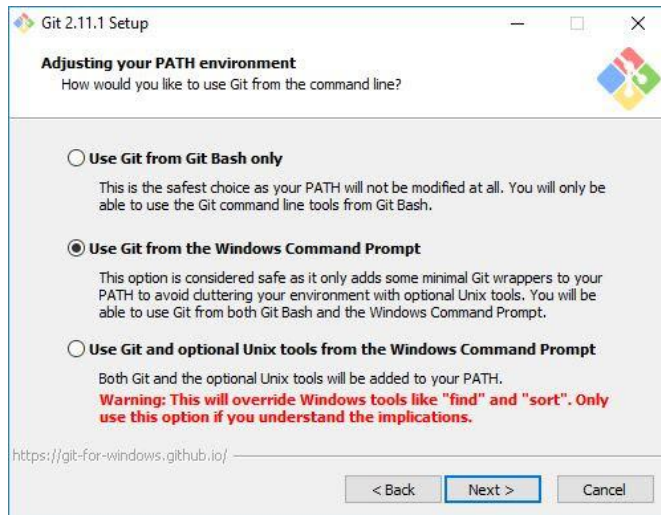 Git 2.11.1 Setup
Adjusting your PATH environment
How would you like to use Git from the command line?
Use Git from Git Bash only
This is the safest choice as your PATH will not be modified at all. You will only be
able to use the Git command line tools from Git Bash.
Use Git from the Windows Command Prompt
This option is considered safe as it only adds some minimal Git wrappers to your
PATH to avoid cluttering your environment with optional Unix tools. You will be
able to use Git from both Git Bash and the Windows Command Prompt.
Use Git and optional Unix tools from the Windows Command Prompt
Both Git and the optional Unix tools will be added to your PATH.
Warning: This will override Windows tools like "find" and "sort". Only
use this option if you understand the implications.
https://git-for-windows.github.io/
< Back Next > Cancel